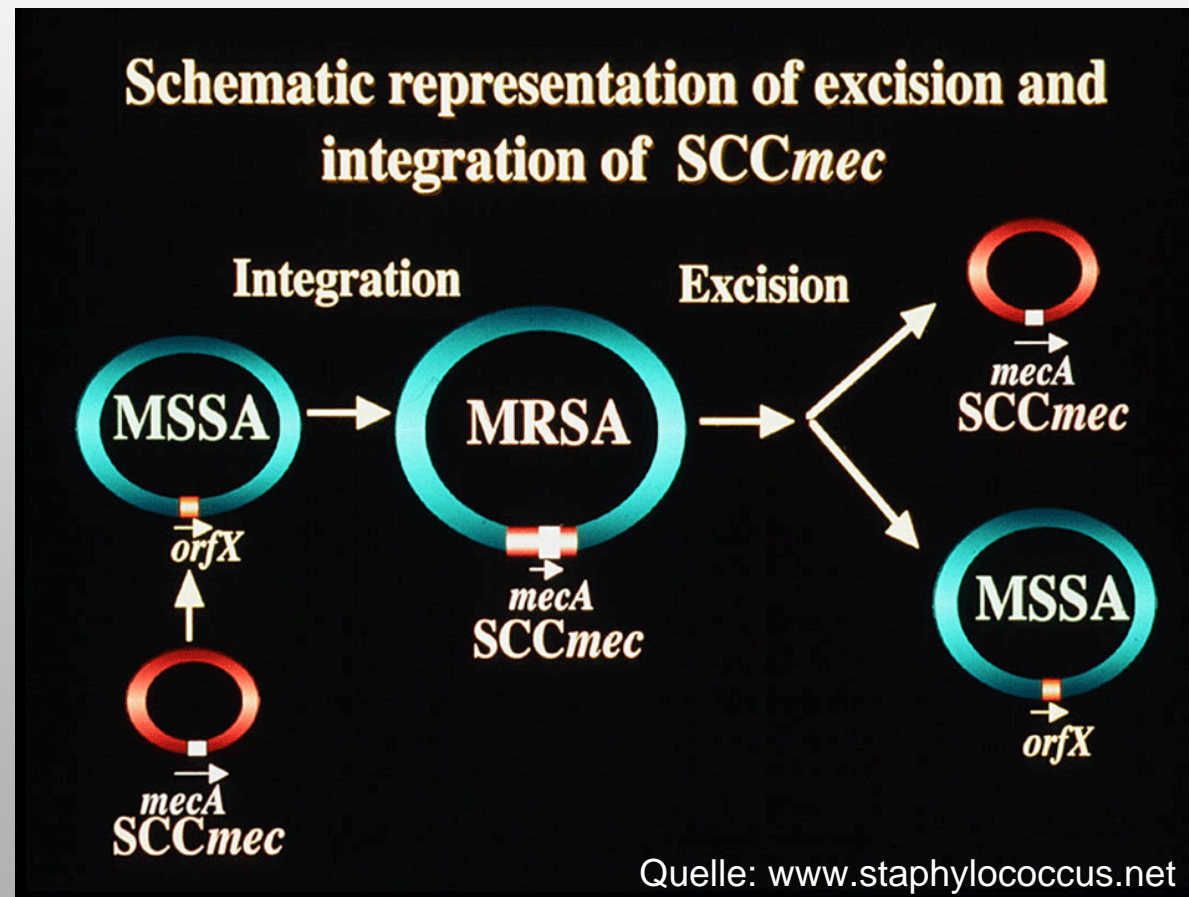 Schematic representation of excision and
integration of SCCmec
Integration
Excision
MSSA
orfX
mecA
SCCmec
MRSA
mecA
SCCmec
mecA
SCCmec
MSSA
orfX
Quelle: www.staphylococcus.net